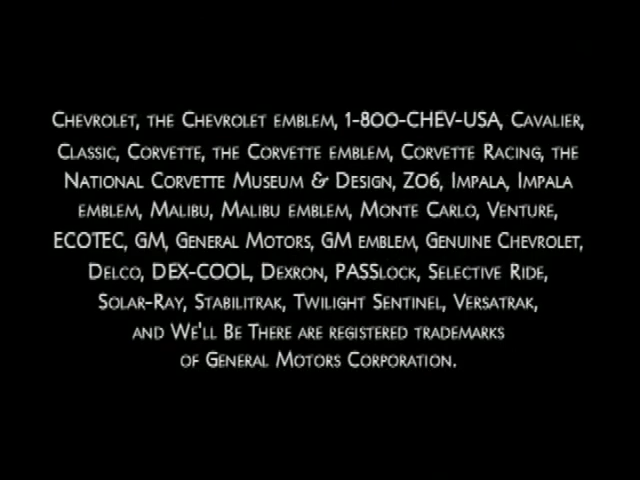 Chevrolet, the Chevrolet emblem, 1-800-CHEV-USA, Cavalier,
Classic, Corvette, the Corvette emblem, Corvette Racing, the
National Corvette Museum & Design, Z06, Impala, Impala
emblem, Malibu, Malibu emblem, Monte Carlo, Venture,
ECOTEC, GM, General Motors, GM emblem, Genuine Chevrolet,
Delco, DEX-COOL, Dexron, PASSlock, Selective Ride,
Solar-Ray, Stabilitrak, Twilight Sentinel, Versatrak,
and We'll Be There are registered trademarks
of General Motors Corporation.